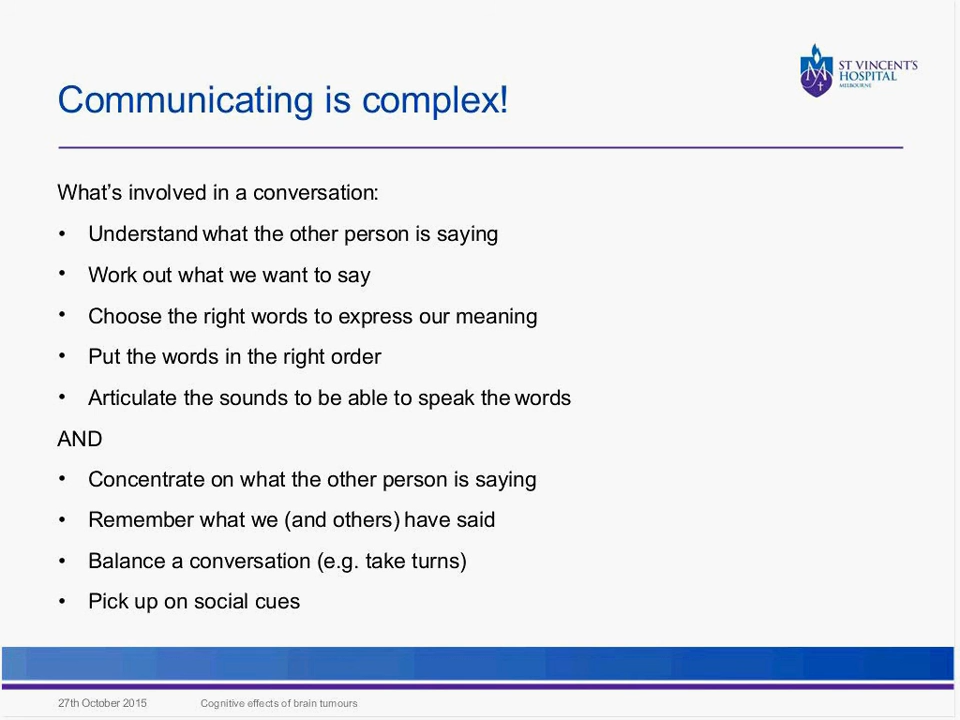 ST VINCENT'S
HOSPITAL
MELBOURNE
Communicating is complex!
What's involved in a conversation:
• Understand what the other person is saying
• Work out what we want to say
• Choose the right words to express our meaning
• Put the words in the right order
• Articulate the sounds to be able to speak the words
AND
• Concentrate on what the other person is saying
• Remember what we (and others) have said
• Balance a conversation (e.g. take turns)
• Pick up on social cues
27th October 2015 Cognitive effects of brain tumours